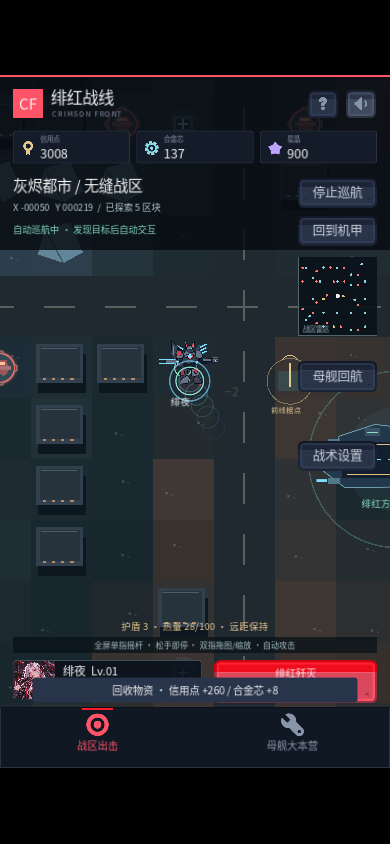 CF
绯红战线
CRIMSON FRONT
?
信用点
3008
合金芯
137
星晶
900
灰烬都市 / 无缝战区
X -00050 Y 000219 / 已探索 5 区块
自动巡航中 · 发现目标后自动交互
停止巡航
回到机甲
战区雷达
绯夜
-2
前线据点
母舰回航
战术设置
绯红方
护盾 3 · 热量 28/100 · 远距保持
全屏单指摇杆 · 松手即停 · 双指拖图/缩放 · 自动攻击
绯夜 Lv.01
绯红歼灭
回收物资 · 信用点 +260 / 合金芯 +8
战区出击
母舰大本营